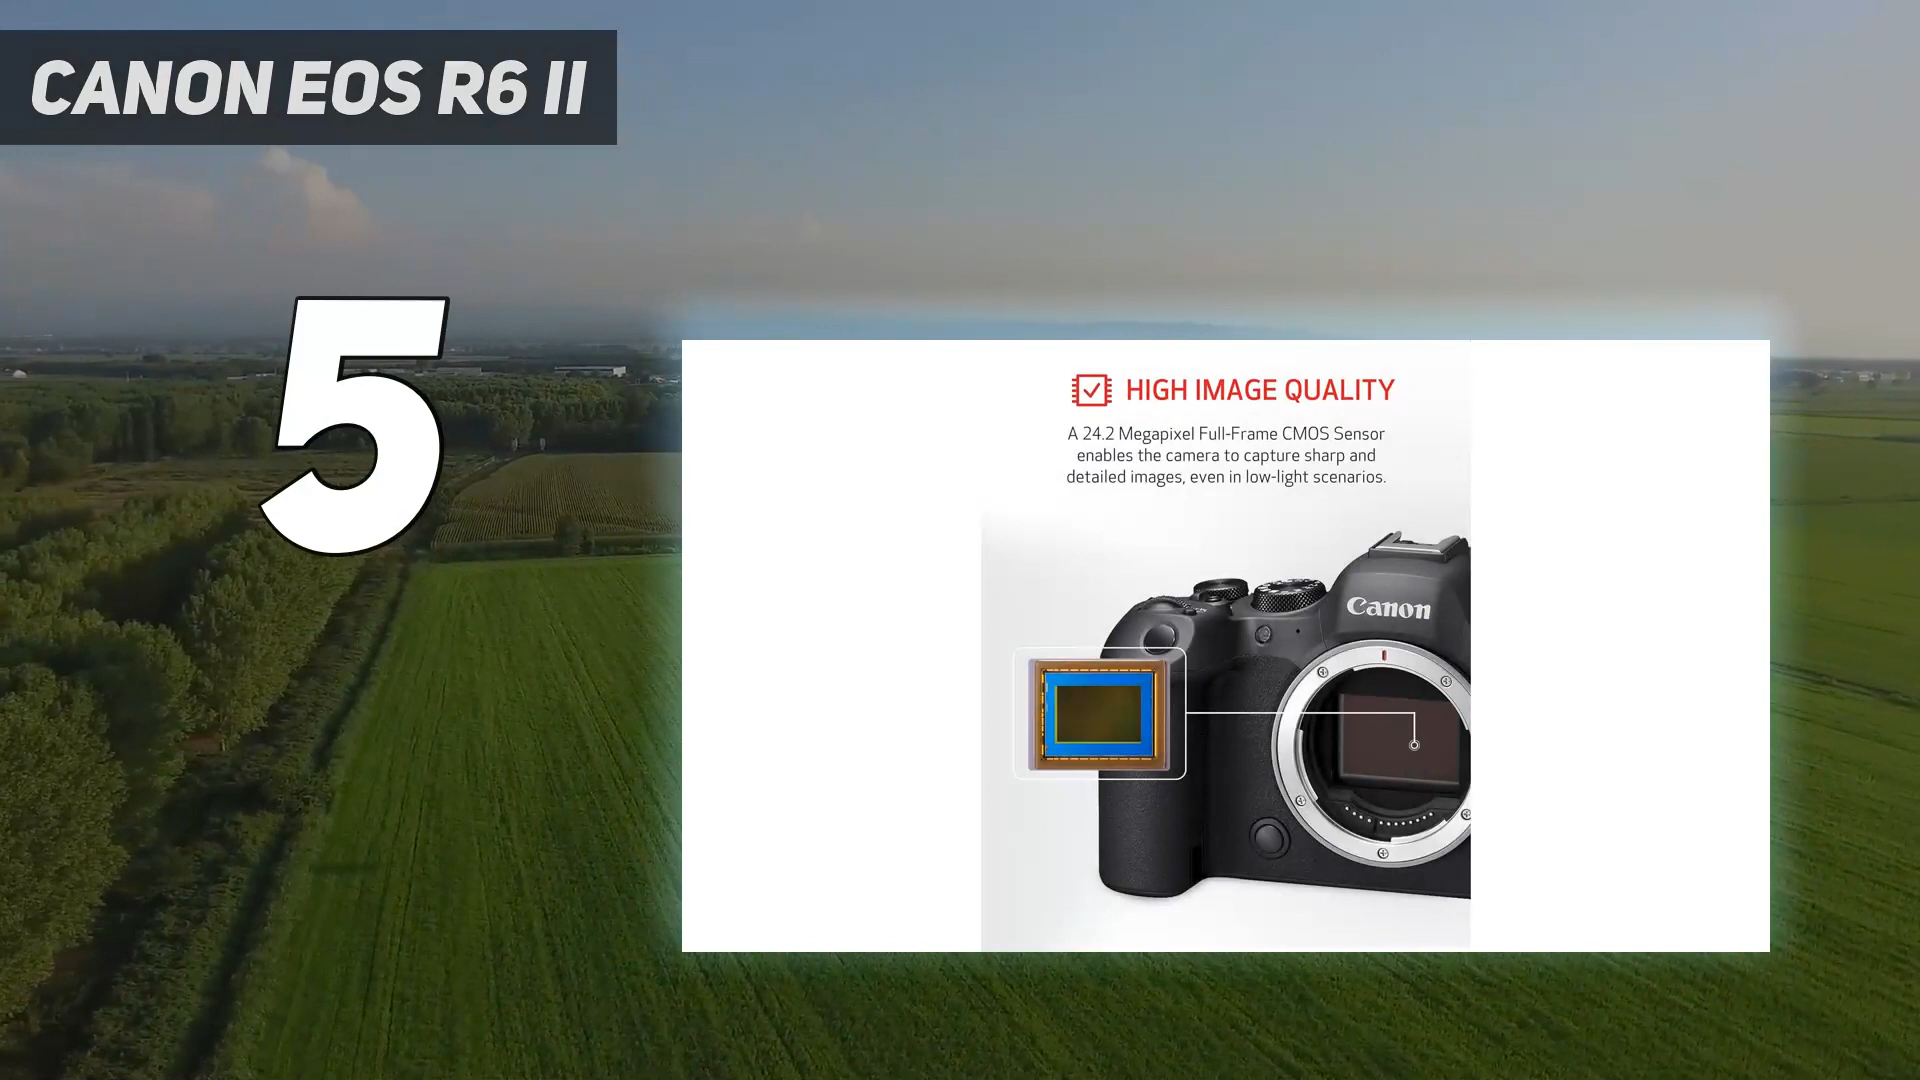 CANON EOS R6 II
5
HIGH IMAGE QUALITY
A 24.2 Megapixel Full-Frame CMOS Sensor
enables the camera to capture sharp and
detailed images, even in low-light scenarios.
Canon